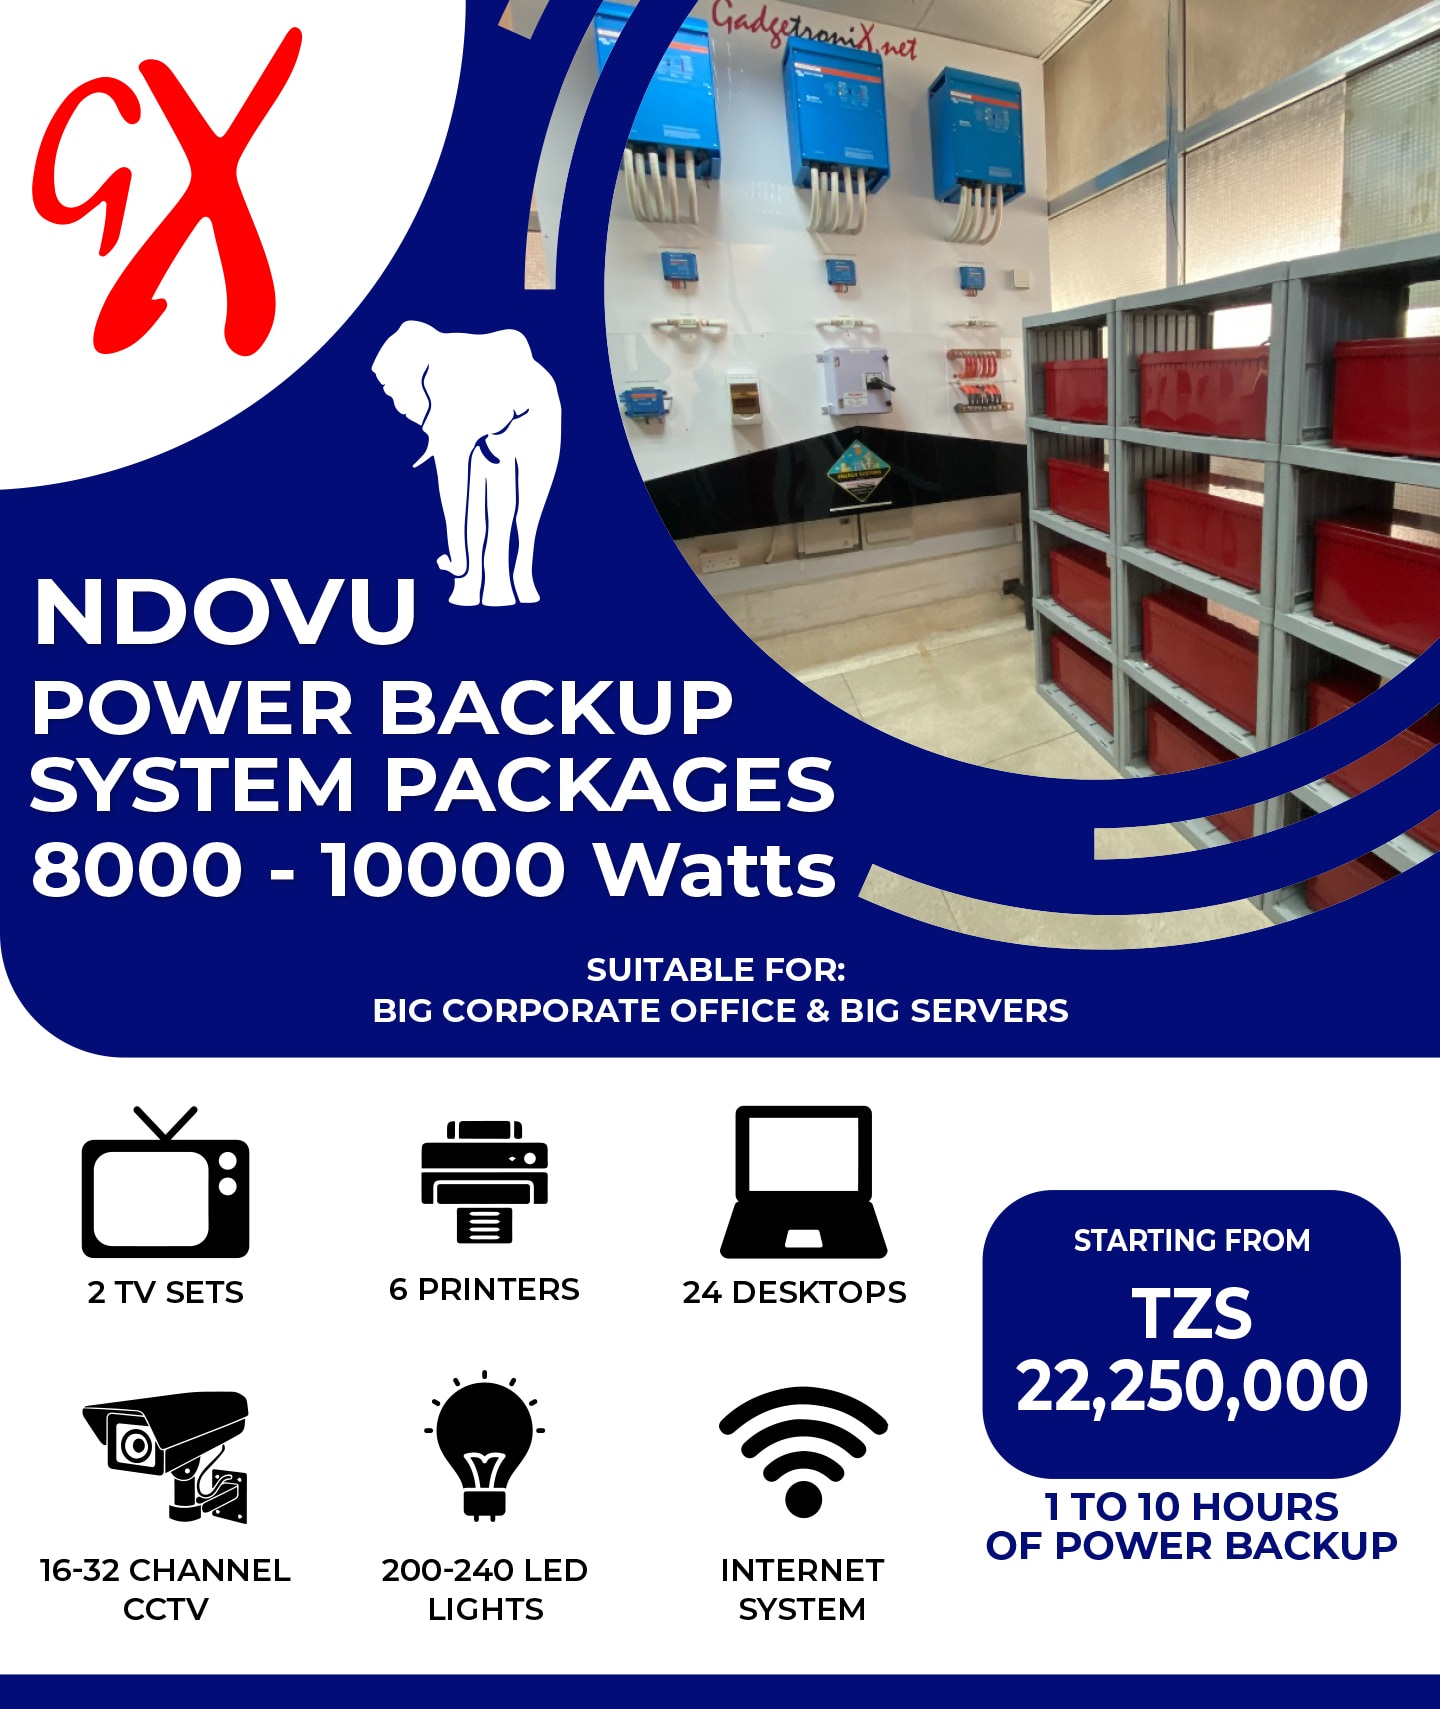 GX
GadgetroniX.net
ENERGY SYSTEMS
NDOVU
POWER BACKUP
SYSTEM PACKAGES
8000 - 10000 Watts
SUITABLE FOR:
BIG CORPORATE OFFICE & BIG SERVERS
2 TV SETS
6 PRINTERS
24 DESKTOPS
16-32 CHANNEL
CCTV
200-240 LED
LIGHTS
INTERNET
SYSTEM
STARTING FROM
TZS
22,250,000
1 TO 10 HOURS
OF POWER BACKUP